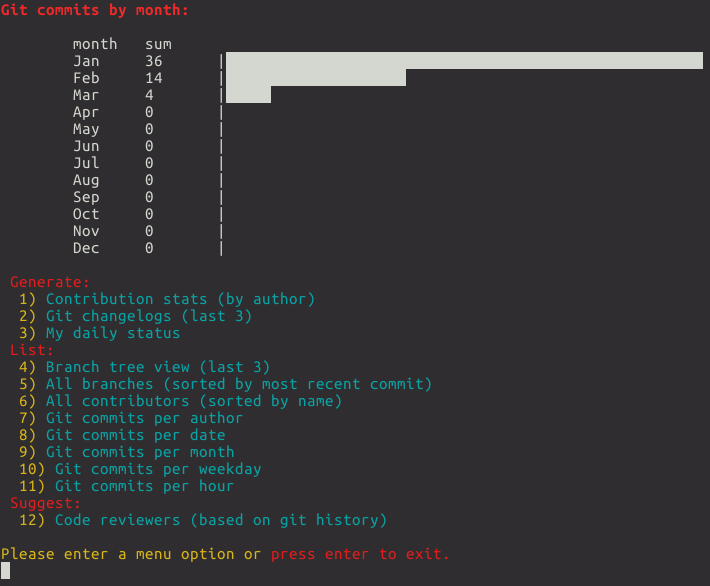 Git commits by month:
month sum
Jan 36 |
Feb 14 |
Mar 4 |
Apr 0 |
May 0 |
Jun 0 |
Jul 0 |
Aug 0 |
Sep 0 |
Oct 0 |
Nov 0 |
Dec 0 |
Generate:
1) Contribution stats (by author)
2) Git changelogs (last 3)
3) My daily status
List:
4) Branch tree view (last 3)
5) All branches (sorted by most recent commit)
6) All contributors (sorted by name)
7) Git commits per author
8) Git commits per date
9) Git commits per month
10) Git commits per weekday
11) Git commits per hour
Suggest:
12) Code reviewers (based on git history)
Please enter a menu option or press enter to exit.